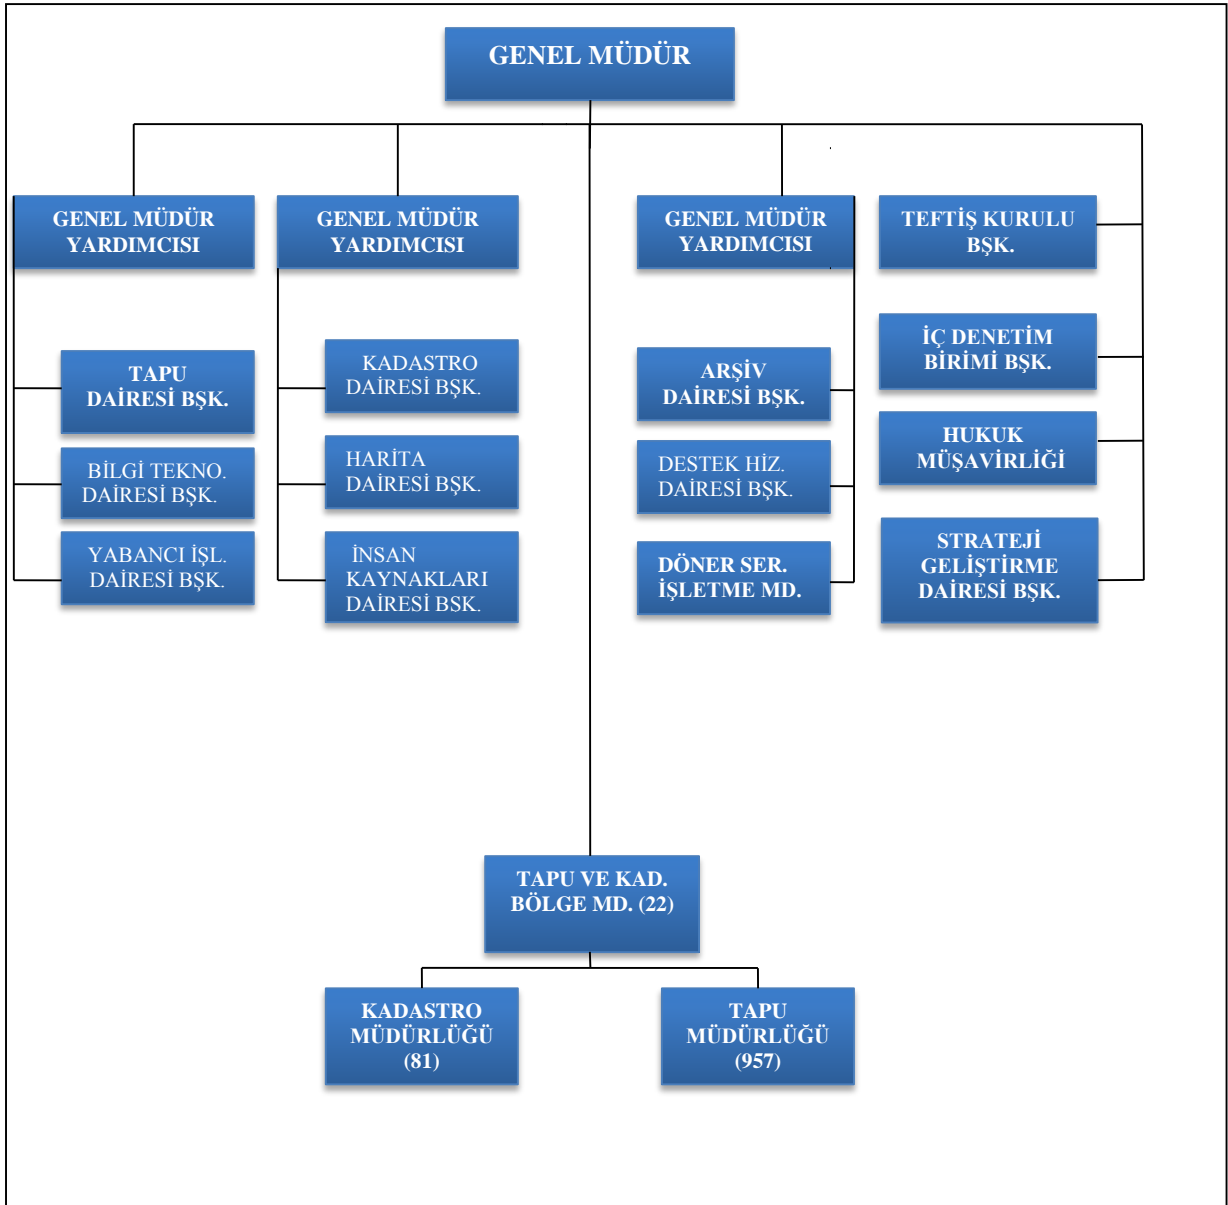 GENEL MÜDÜR
GENEL MÜDÜR
YARDIMCISI
GENEL MÜDÜR
YARDIMCISI
GENEL MÜDÜR
YARDIMCISI
TEFTİŞ KURULU
BŞK.
TAPU
DAİRESİ BŞK.
BİLGİ TEKNO.
DAİRESİ BŞK.
YABANCI İŞL.
DAİRESİ BŞK.
KADASTRO
DAİRESİ BŞK.
HARİTA
DAİRESİ BŞK.
İNSAN
KAYNAKLARI
DAİRESİ BSK.
ARŞİV
DAİRESİ BŞK.
DESTEK HİZ.
DAİRESİ BŞK.
DÖNER SER.
İŞLETME MD.
İÇ DENETİM
BİRİMİ BŞK.
HUKUK
MÜŞAVİRLİĞİ
STRATEJİ
GELİŞTİRME
DAİRESİ BŞK.
TAPU VE KAD.
BÖLGE MD. (22)
KADASTRO
MÜDÜRLÜĞÜ
(81)
TAPU
MÜDÜRLÜĞÜ
(957)